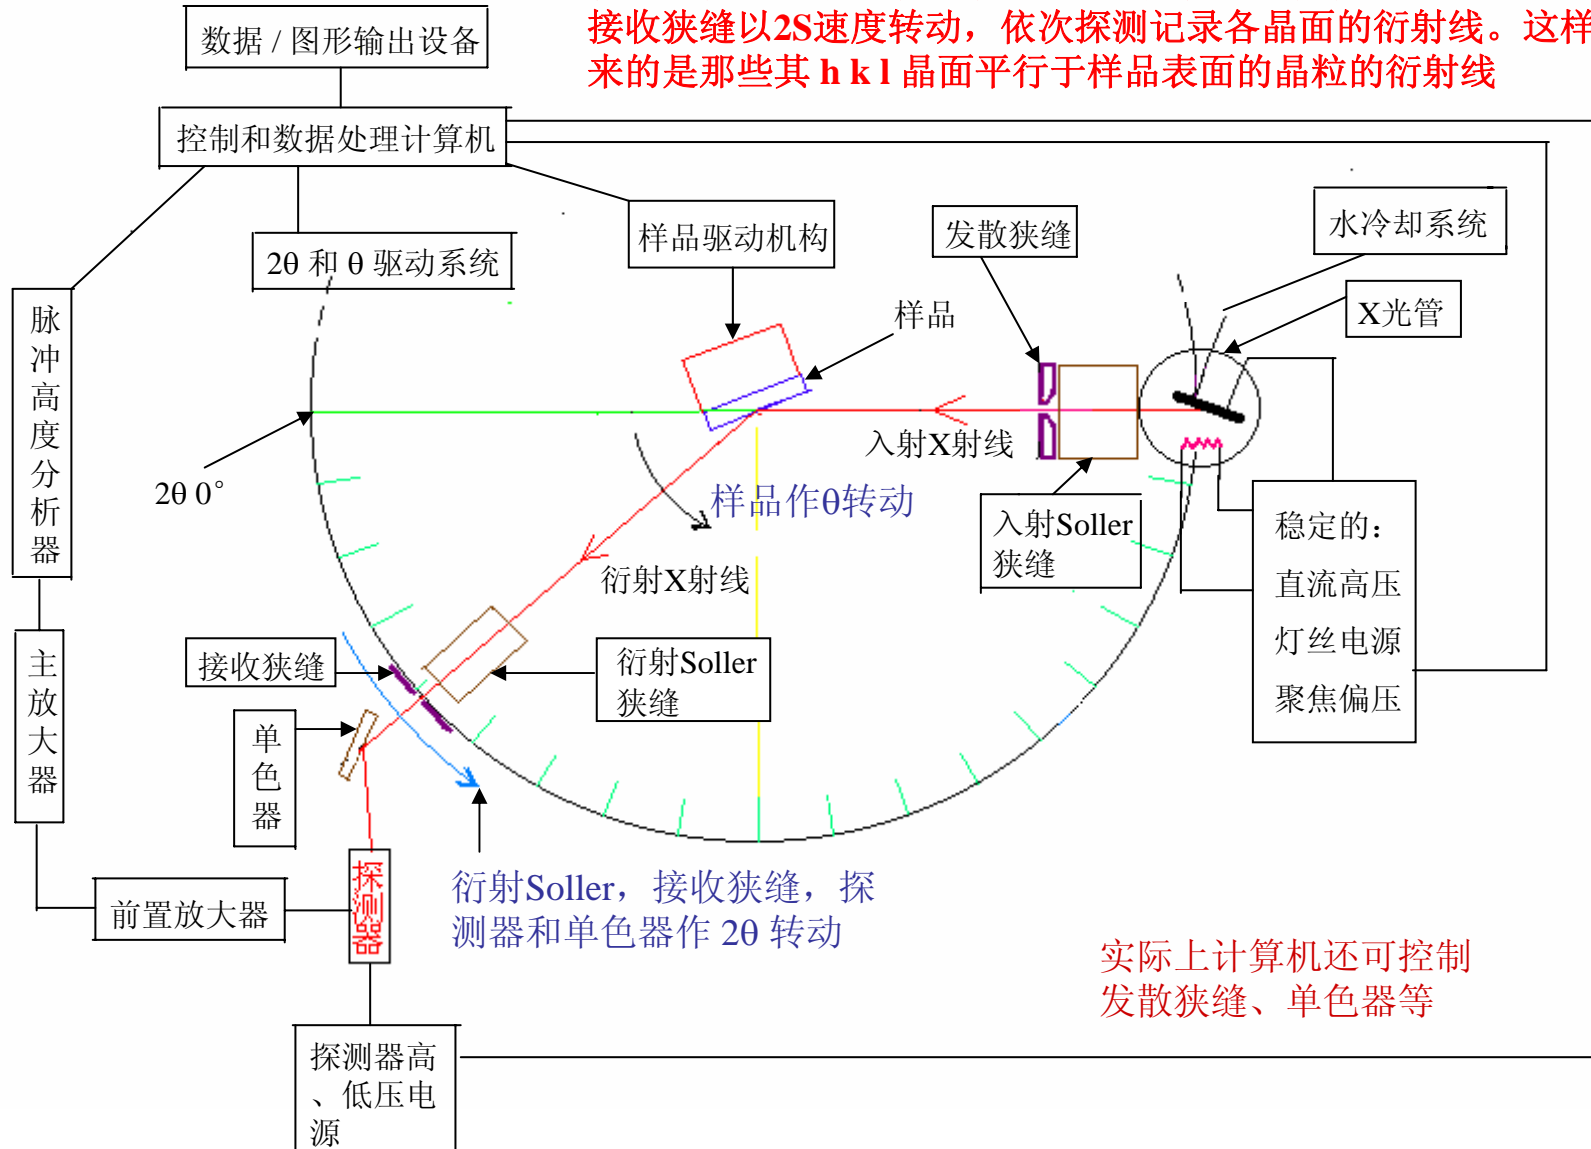 接收狭缝以2S速度转动，依次探测记录各晶面的衍射线。这样
来的是那些其 h k l 晶面平行于样品表面的晶粒的衍射线
数据 / 图形输出设备
控制和数据处理计算机
2θ 和 θ 驱动系统
样品驱动机构
发散狭缝
水冷却系统
X光管
样品
脉
冲
高
度
分
析
器
2θ 0°
入射X射线
样品作θ转动
入射Soller
狭缝
稳定的：
直流高压
灯丝电源
聚焦偏压
衍射X射线
接收狭缝
衍射Soller
狭缝
主
放
大
器
单
色
器
探
测
器
前置放大器
衍射Soller，接收狭缝，探
测器和单色器作 2θ 转动
实际上计算机还可控制
发散狭缝、单色器等
探测器高
、低压电
源